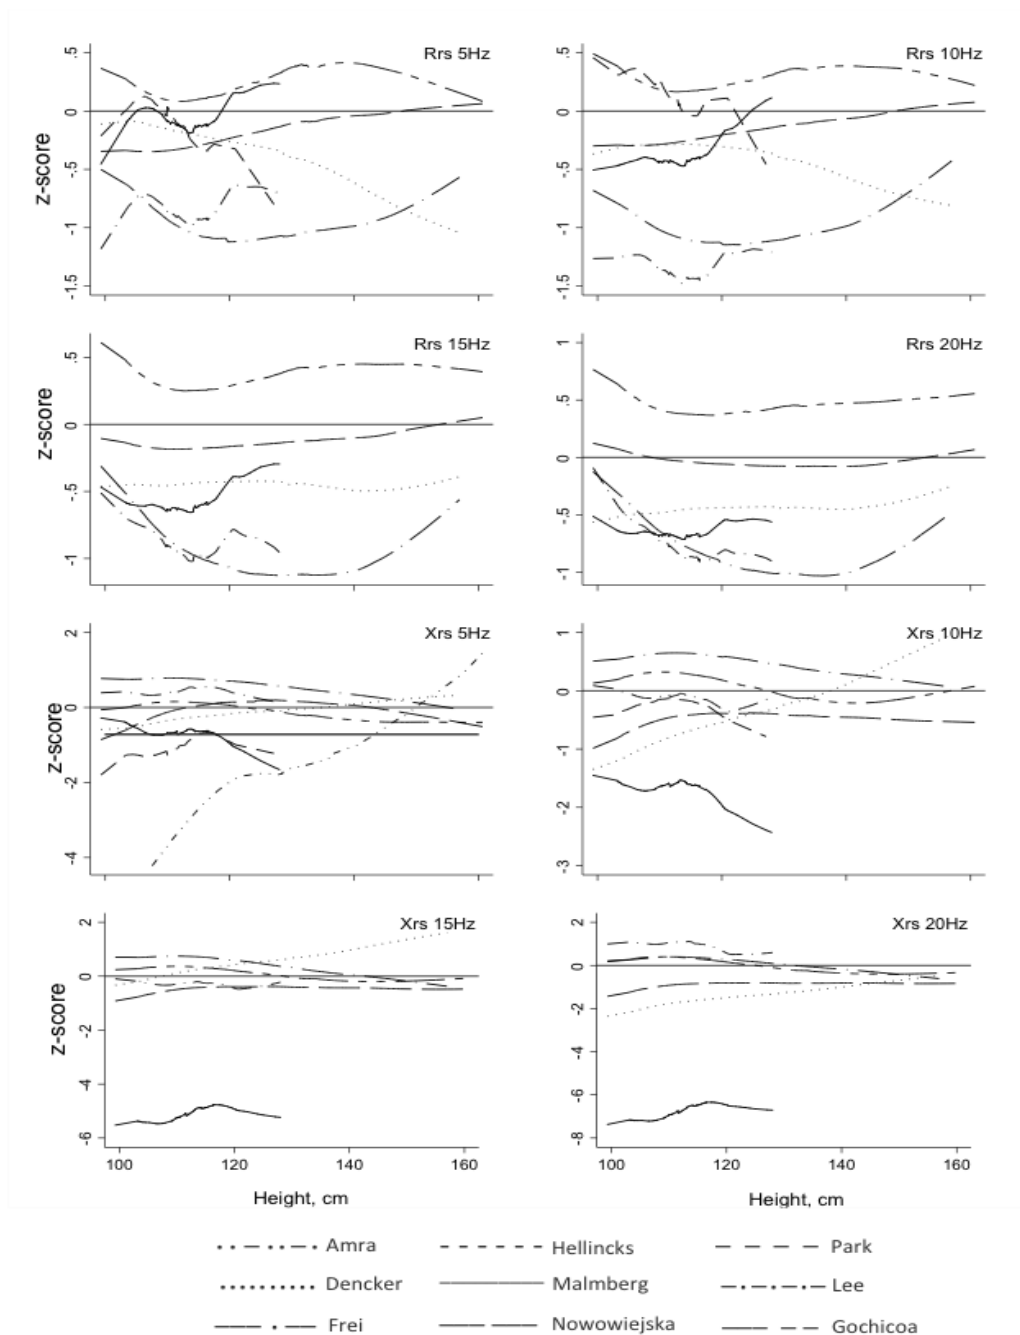 Rrs 5Hz
Rrs 10Hz
z-score
.5
0
-.5
-1
-1.5
.5
0
-.5
-1
-1.5
Rrs 15Hz
Rrs 20Hz
z-score
.5
0
-.5
-1
1
.5
0
-.5
-1
Xrs 5Hz
Xrs 10Hz
z-score
2
0
-2
-4
1
0
-1
-2
-3
Xrs 15Hz
Xrs 20Hz
z-score
2
0
-2
-4
-6
2
0
-2
-4
-6
-8
100 120 140 160
100 120 140 160
Height, cm
Height, cm
Amra Hellincks Park
Dencker Malmberg Lee
Frei Nowowiejska Gochicoa